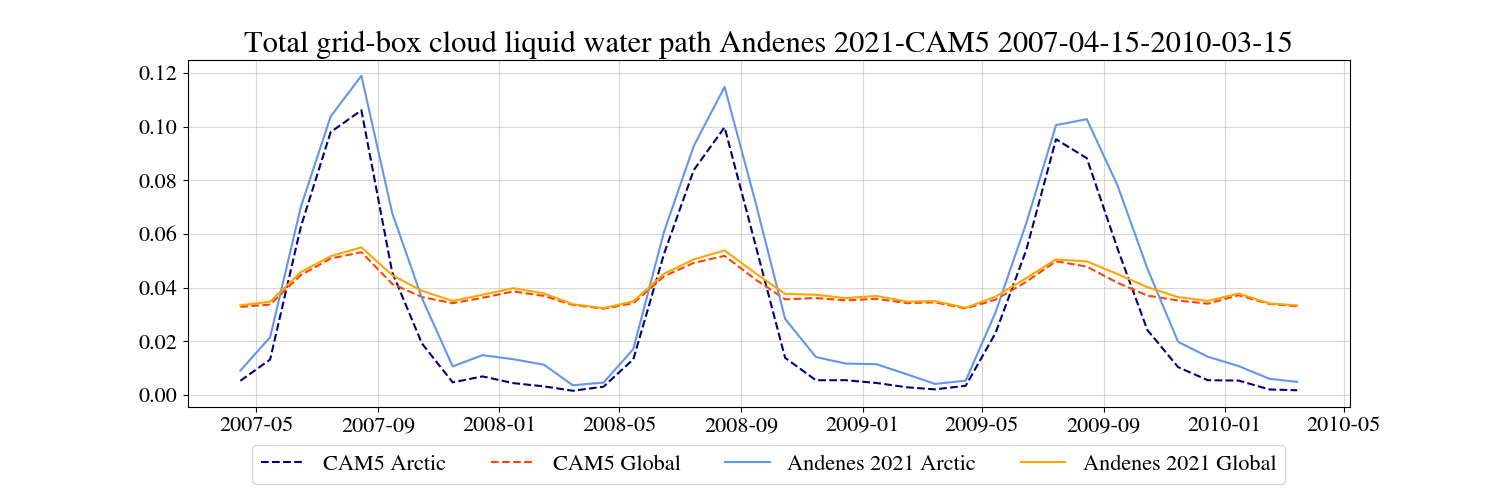 Total grid-box cloud liquid water path Andenes 2021-CAM5 2007-04-15-2010-03-15
0.12
0.10
0.08
0.06
0.04
0.02
0.00
2007-05 2007-09 2008-01 2008-05 2008-09 2009-01 2009-05 2009-09 2010-01 2010-05
CAM5 Arctic CAM5 Global Andenes 2021 Arctic Andenes 2021 Global